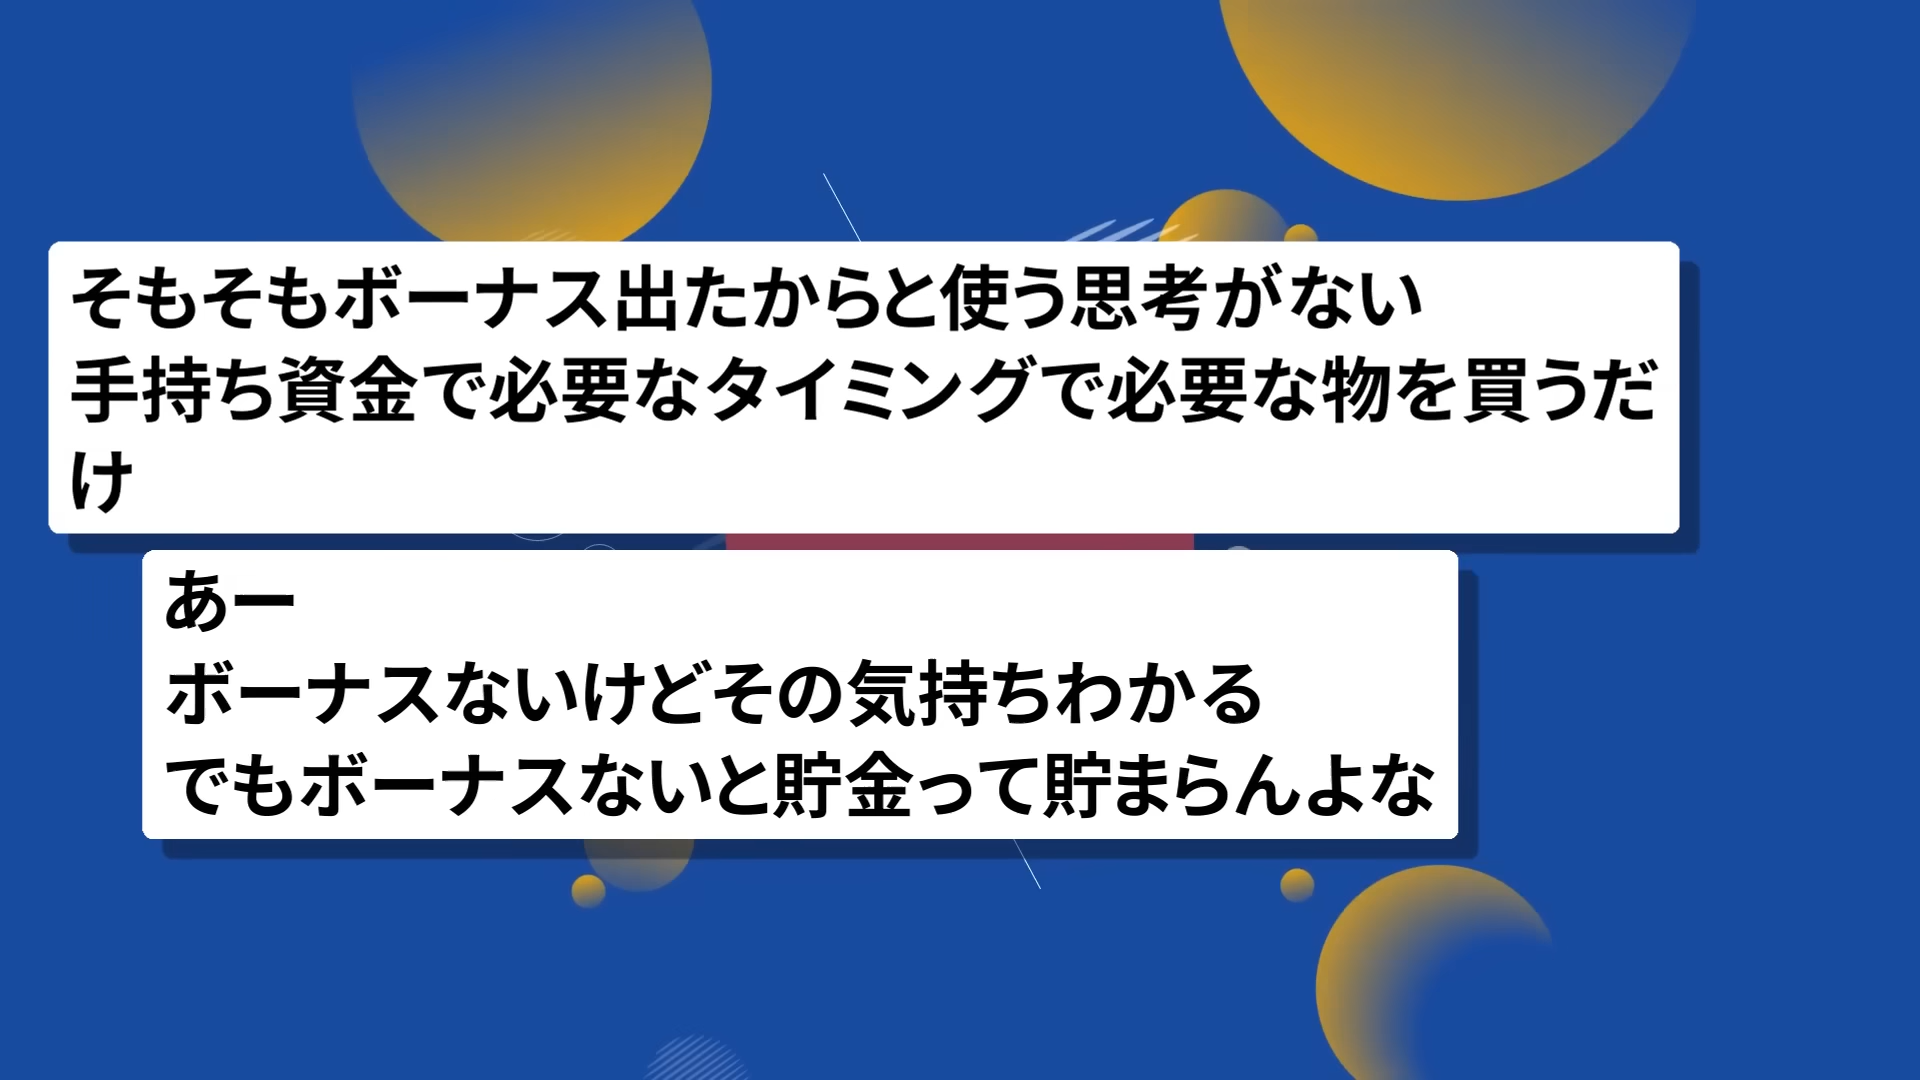 そもそもボーナス出たからと使う思考がない
手持ち資金で必要なタイミングで必要な物を買うだ
け
あー
ボーナスないけどその気持ちわかる
でもボーナスないと貯金って貯まらんよな